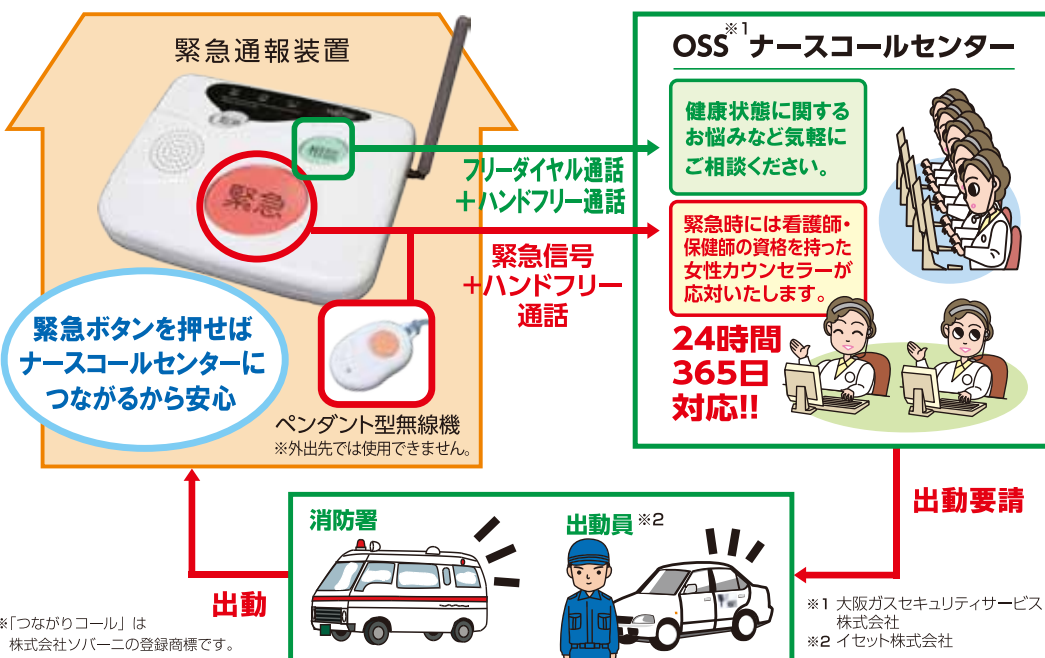 緊急通報装置
相談
緊急
フリーダイヤル通話
＋ハンドフリー通話
緊急信号
＋ハンドフリー
通話
緊急ボタンを押せば
ナースコールセンターに
つながるから安心
ペンダント型無線機
※外出先では使用できません。
OSS※1ナースコールセンター
健康状態に関する
お悩みなど気軽に
ご相談ください。
緊急時には看護師・
保健師の資格を持った
女性カウンセラーが
応対いたします。
24時間
365日
対応!!
出動要請
消防署
出動員※2
出動
※「つながりコール」は
株式会社ソバーニの登録商標です。
※1 大阪ガスセキュリティサービス
株式会社
※2 イセット株式会社